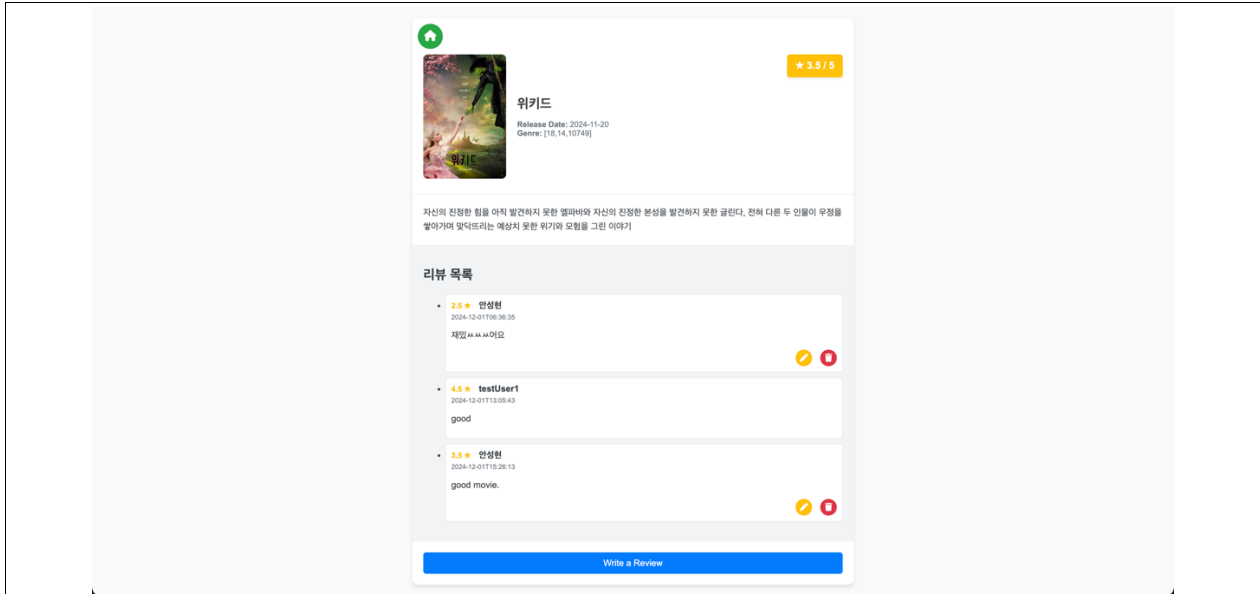 ★ 3.5 / 5
위키드
Release Date: 2024-11-20
Genre: [18,14,10749]
위키드
자신의 진정한 힘을 아직 발견하지 못한 엘파바와 자신의 진정한 본성을 발견하지 못한 글린다, 전혀 다른 두 인물이 우정을
쌓아가며 맞닥뜨리는 예상치 못한 위기와 모험을 그린 이야기
리뷰 목록
2.5 ★ 안성현
2024-12-01T06:36:35
재밌ㅆㅆㅆ어요
4.5 ★ testUser1
2024-12-01T13:05:43
good
3.5 ★ 안성현
2024-12-01T15:26:13
good movie.
Write a Review